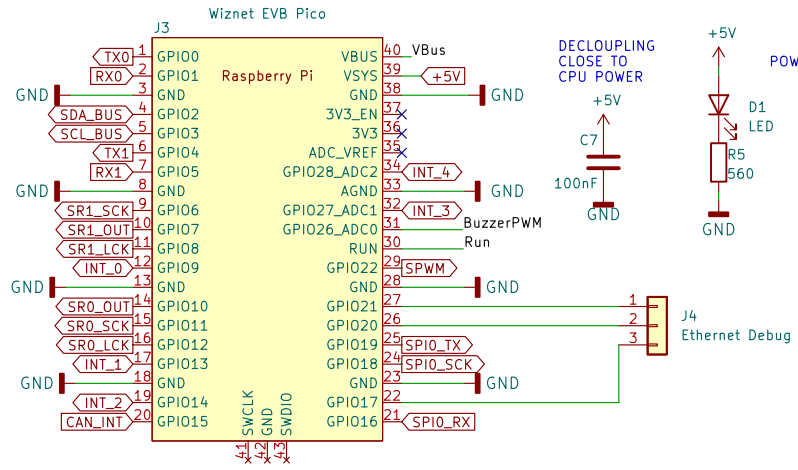 Wiznet EVB Pico
J3
Raspberry Pi
TX0 1 GPIO0
RX0 2 GPIO1
GND 3 GND
SDA_BUS 4 GPIO2
SCL_BUS 5 GPIO3
TX1 6 GPIO4
RX1 7 GPIO5
GND 8 GND
SR1_SCK 9 GPIO6
SR1_OUT 10 GPIO7
SR1_LCK 11 GPIO8
INT_0 12 GPIO9
GND 13 GND
SR0_OUT 14 GPIO10
SR0_SCK 15 GPIO11
SR0_LCK 16 GPIO12
INT_1 17 GPIO13
GND 18 GND
INT_2 19 GPIO14
CAN_INT 20 GPIO15
VBUS 40 VBus
VSYS 39 +5V
GND 38 GND
3V3_EN 37
3V3 36
ADC_VREF 35
GPIO28_ADC2 34 INT_4
AGND 33 GND
GPIO27_ADC1 32 INT_3
GPIO26_ADC0 31 BuzzerPWM
RUN 30 Run
GPIO22 29 SPWM
GND 28 GND
GPIO21 27
GPIO20 26
GPIO19 25 SPI0_TX
GPIO18 24 SPI0_SCK
GND 23 GND
GPIO17 22
GPIO16 21 SPI0_RX
SWCLK 41
GND 42
SWDIO 43
1
2
3
J4
Ethernet Debug
DECLOUPLING
CLOSE TO
CPU POWER
+5V
C7
100nF
GND
+5V
D1
LED
R5
560
GND
POW